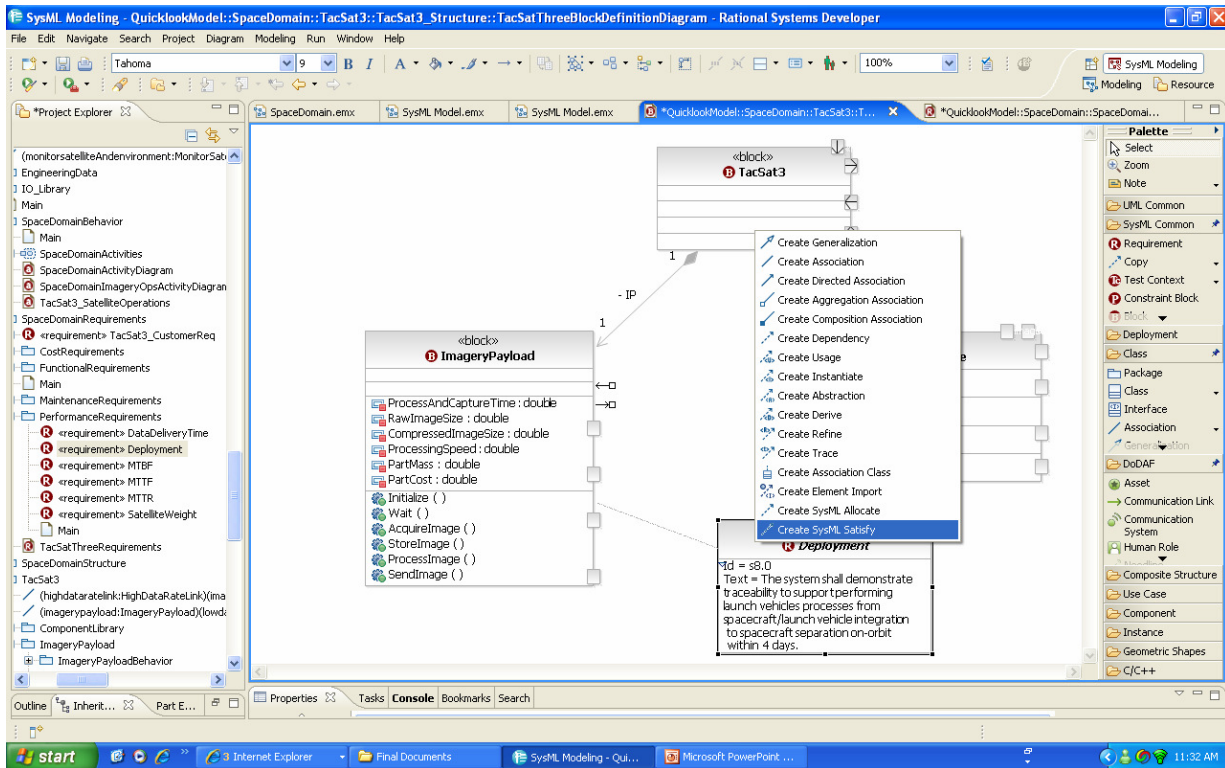 SysML Modeling - QuicklookModel::SpaceDomain::TacSat3::TacSat3_Structure::TacSatThreeBlockDefinitionDiagram - Rational Systems Developer
File Edit Navigate Search Project Diagram Modeling Run Window Help
Tahoma 9 B I A 100% SysML Modeling
Modeling Resource
*Project Explorer
SpaceDomain.emx SysML Model.emx SysML Model.emx *QuicklookModel::SpaceDomain::TacSat3::T... *QuicklookModel::SpaceDomain::SpaceDomai...
(monitorsatelliteAndenvironment:MonitorSat
EngineeringData
IO_Library
Main
SpaceDomainBehavior
Main
SpaceDomainActivities
SpaceDomainActivityDiagram
SpaceDomainImageryOpsActivityDiagran
TacSat3_SatelliteOperations
SpaceDomainRequirements
«requirement» TacSat3_CustomerReq
CostRequirements
FunctionalRequirements
Main
MaintenanceRequirements
PerformanceRequirements
«requirement» DataDeliveryTime
«requirement» Deployment
«requirement» MTBF
«requirement» MTTF
«requirement» MTTR
«requirement» SatelliteWeight
Main
TacSatThreeRequirements
SpaceDomainStructure
TacSat3
(highdataratelink:HighDataRateLink)(ima
(imagerypayload:ImageryPayload)(lowda
ComponentLibrary
ImageryPayload
ImageryPayloadBehavior
Outline Inherit... Part E...
«block»
TacSat3
1
- IP
1
«block»
ImageryPayload
ProcessAndCaptureTime : double
RawImageSize : double
CompressedImageSize : double
ProcessingSpeed : double
PartMass : double
PartCost : double
Initialize ( )
Wait ( )
AcquireImage ( )
StoreImage ( )
ProcessImage ( )
SendImage ( )
Create Generalization
Create Association
Create Directed Association
Create Aggregation Association
Create Composition Association
Create Dependency
Create Usage
Create Instantiate
Create Abstraction
Create Derive
Create Refine
Create Trace
Create Association Class
Create Element Import
Create SysML Allocate
Create SysML Satisfy
e
Deployment
Id = s8.0
Text = The system shall demonstrate
traceability to support performing
launch vehicles processes from
spacecraft/launch vehicle integration
to spacecraft separation on-orbit
within 4 days.
Palette
Select
Zoom
Note
UML Common
SysML Common
Requirement
Copy
Test Context
Constraint Block
Block
Deployment
Class
Package
Class
Interface
Association
Generalization
DoDAF
Asset
Communication Link
Communication
System
Human Role
Composite Structure
Use Case
Component
Instance
Geometric Shapes
C/C++
Properties Tasks Console Bookmarks Search
start 3 Internet Explorer Final Documents SysML Modeling - Qui... Microsoft PowerPoint ... 11:32 AM